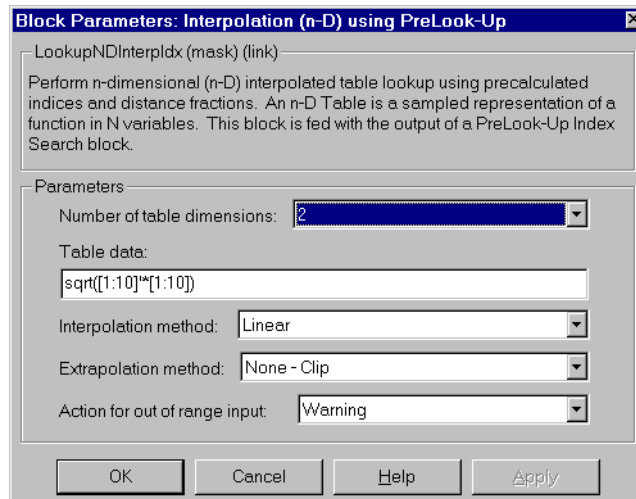 Block Parameters: Interpolation (n-D) using PreLook-Up
LookupNDInterpIdx (mask) (link)
Perform n-dimensional (n-D) interpolated table lookup using precalculated
indices and distance fractions. An n-D Table is a sampled representation of a
function in N variables. This block is fed with the output of a PreLook-Up Index
Search block.
Parameters
Number of table dimensions: 2
Table data:
sqrt([1:10]'*[1:10])
Interpolation method: Linear
Extrapolation method: None - Clip
Action for out of range input: Warning
OK Cancel Help Apply